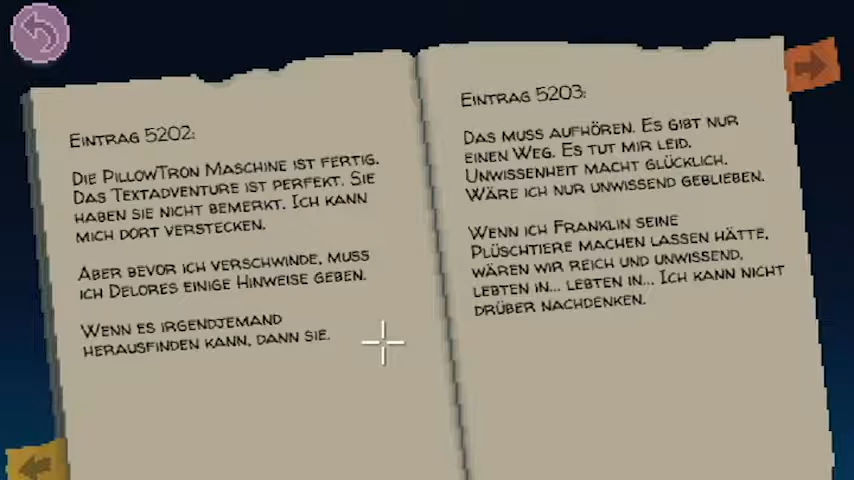 Eintrag 5202:
Die PillowTron Maschine ist fertig.
Das Textadventure ist perfekt. Sie
haben sie nicht bemerkt. Ich kann
mich dort verstecken.
Aber bevor ich verschwinde, muss
ich Delores einige Hinweise geben.
Wenn es irgendjemand
herausfinden kann, dann sie.
Eintrag 5203:
Das muss aufhören. Es gibt nur
einen Weg. Es tut mir leid.
Unwissenheit macht glücklich.
Wäre ich nur unwissend geblieben.
Wenn ich Franklin seine
Plüschtiere machen lassen hätte,
wären wir reich und unwissend,
lebten in... lebten in... Ich kann nicht
drüber nachdenken.